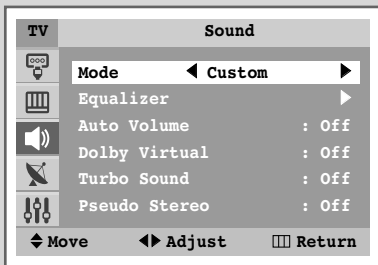 TV Sound
Mode Custom
Equalizer
Auto Volume : Off
Dolby Virtual : Off
Turbo Sound : Off
Pseudo Stereo : Off
Move Adjust Return